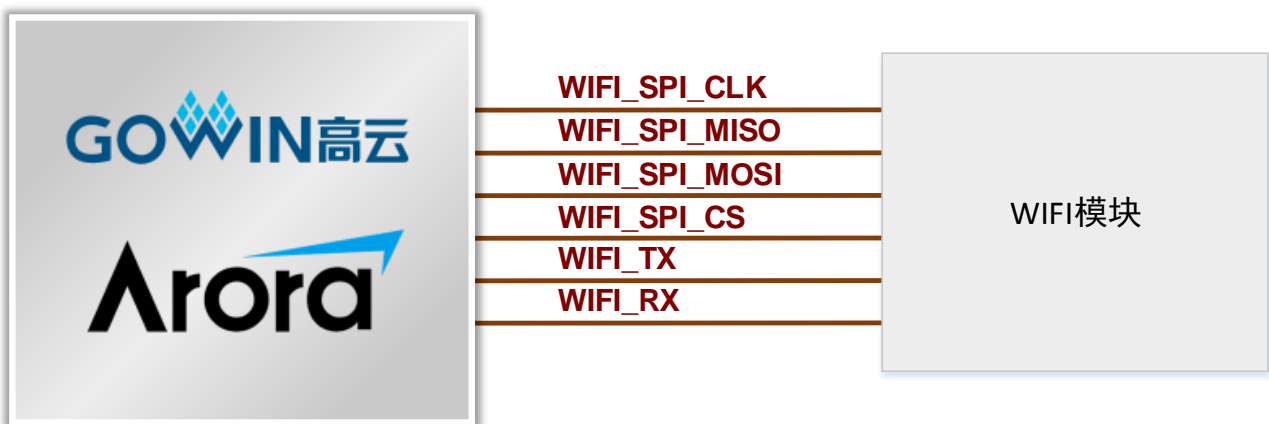 GOWIN高云
Arora
WIFI_SPI_CLK
WIFI_SPI_MISO
WIFI_SPI_MOSI
WIFI_SPI_CS
WIFI_TX
WIFI_RX
WIFI模块